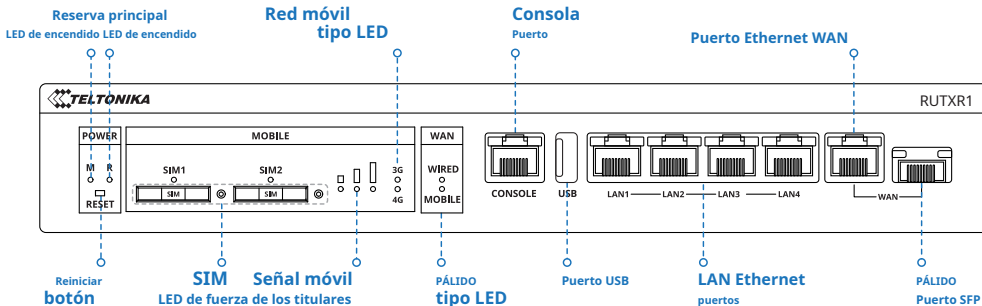 Reserva principal
LED de encendido LED de encendido
Red móvil
tipo LED
Consola
Puerto
Puerto Ethernet WAN
TELTONIKA
RUTXR1
POWER
MOBILE
WAN
M R
SIM1
SIM2
3G
4G
WIRED
MOBILE
RESET
SIM
SIM
CONSOLE
USB
LAN1
LAN2
LAN3
LAN4
WAN
Reiniciar
botón
SIM
Señal móvil
LED de fuerza de los titulares
PÁLIDO
tipo LED
Puerto USB
LAN Ethernet
puertos
PÁLIDO
Puerto SFP